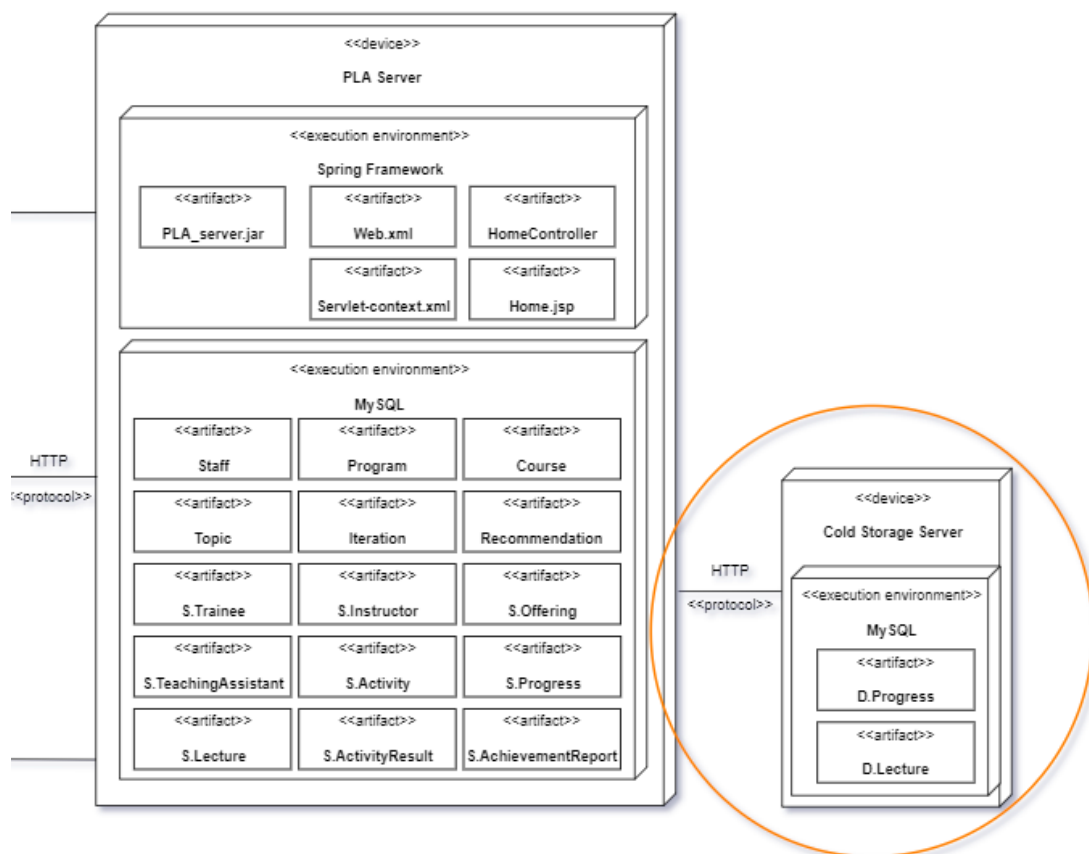 <<device>>
PLA Server
<<execution environment>>
Spring Framework
<<artifact>> <<artifact>> <<artifact>>
PLA_server.jar Web.xml HomeController
<<artifact>> <<artifact>>
Servlet-context.xml Home.jsp
<<execution environment>>
MySQL
<<artifact>> <<artifact>> <<artifact>>
Staff Program Course
<<artifact>> <<artifact>> <<artifact>>
Topic Iteration Recommendation
<<artifact>> <<artifact>> <<artifact>>
S.Trainee S.Instructor S.Offering
<<artifact>> <<artifact>> <<artifact>>
S.TeachingAssistant S.Activity S.Progress
<<artifact>> <<artifact>> <<artifact>>
S.Lecture S.ActivityResult S.AchievementReport
HTTP
<<protocol>>
HTTP
<<protocol>>
<<device>>
Cold Storage Server
<<execution environment>>
MySQL
<<artifact>>
D.Progress
<<artifact>>
D.Lecture